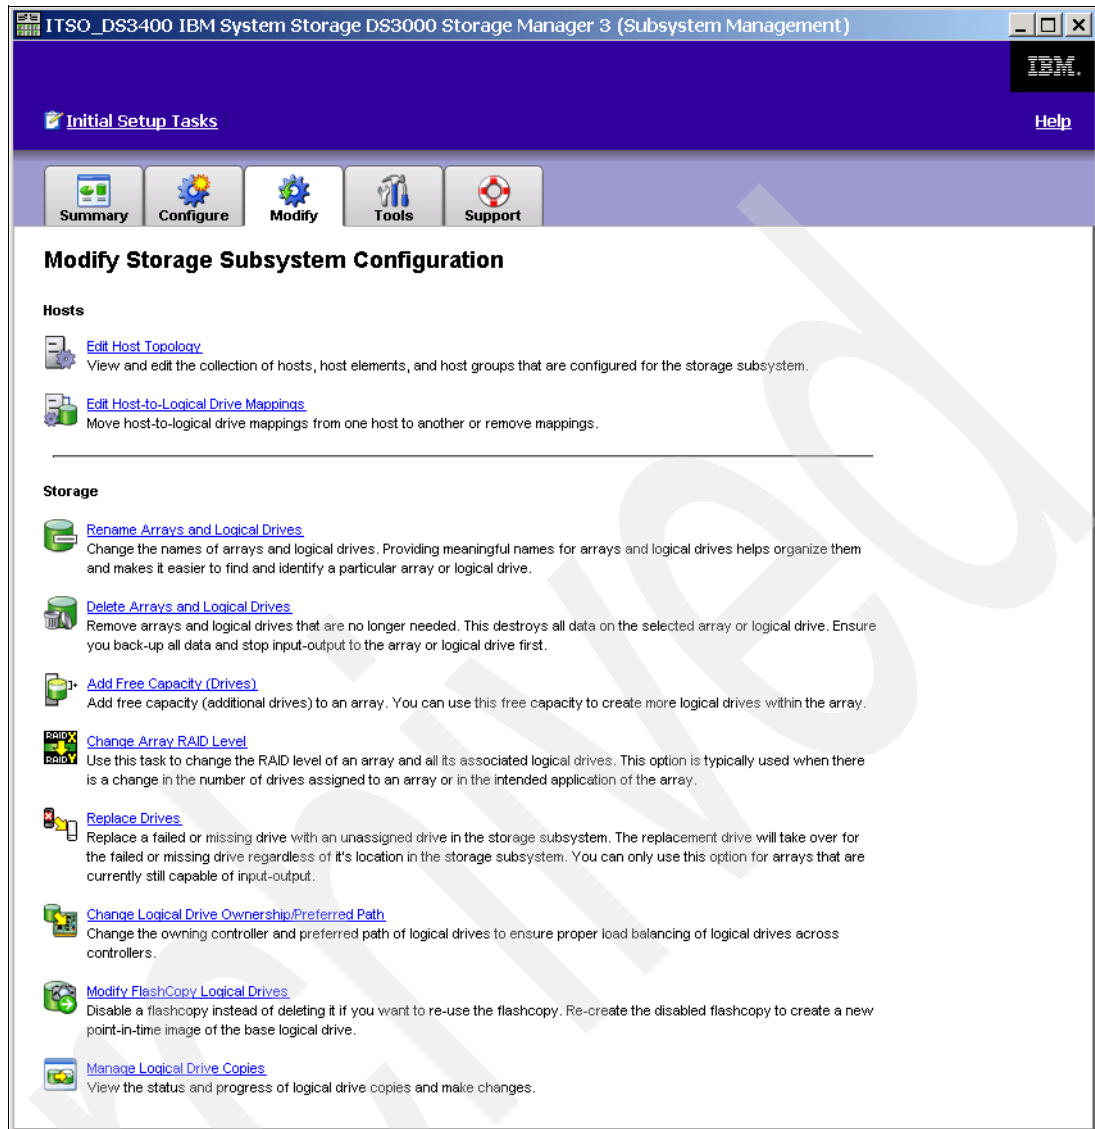 ITSO_DS3400 IBM System Storage DS3000 Storage Manager 3 (Subsystem Management)
IBM.
Initial Setup Tasks
Help
Summary
Configure
Modify
Tools
Support
Modify Storage Subsystem Configuration
Hosts
Edit Host Topology
View and edit the collection of hosts, host elements, and host groups that are configured for the storage subsystem.
Edit Host-to-Logical Drive Mappings
Move host-to-logical drive mappings from one host to another or remove mappings.
Storage
Rename Arrays and Logical Drives
Change the names of arrays and logical drives. Providing meaningful names for arrays and logical drives helps organize them
and makes it easier to find and identify a particular array or logical drive.
Delete Arrays and Logical Drives
Remove arrays and logical drives that are no longer needed. This destroys all data on the selected array or logical drive. Ensure
you back-up all data and stop input-output to the array or logical drive first.
Add Free Capacity (Drives)
Add free capacity (additional drives) to an array. You can use this free capacity to create more logical drives within the array.
RAID X
RAID Y
Change Array RAID Level
Use this task to change the RAID level of an array and all its associated logical drives. This option is typically used when there
is a change in the number of drives assigned to an array or in the intended application of the array.
Replace Drives
Replace a failed or missing drive with an unassigned drive in the storage subsystem. The replacement drive will take over for
the failed or missing drive regardless of it's location in the storage subsystem. You can only use this option for arrays that are
currently still capable of input-output.
Change Logical Drive Ownership/Preferred Path
Change the owning controller and preferred path of logical drives to ensure proper load balancing of logical drives across
controllers.
Modify FlashCopy Logical Drives
Disable a flashcopy instead of deleting it if you want to re-use the flashcopy. Re-create the disabled flashcopy to create a new
point-in-time image of the base logical drive.
Manage Logical Drive Copies
View the status and progress of logical drive copies and make changes.
chived